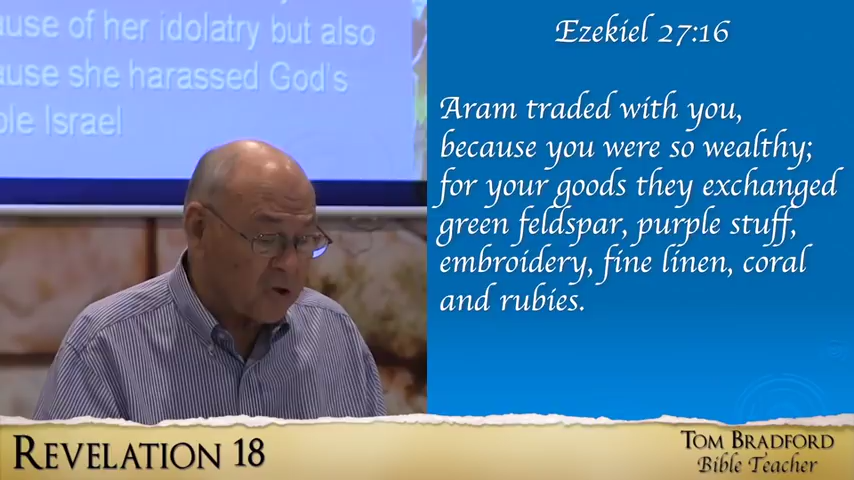 ause of her idolatry but also
ause she harassed God's
ple Israel
Ezekiel 27:16
Aram traded with you,
because you were so wealthy;
for your goods they exchanged
green feldspar, purple stuff,
embroidery, fine linen, coral
and rubies.
REVELATION 18
TOM BRADFORD
Bible Teacher